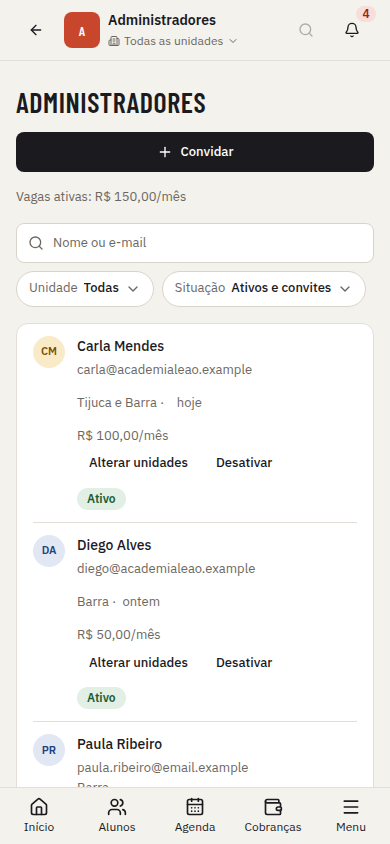 A
Administradores
Todas as unidades
4
ADMINISTRADORES
Convidar
Vagas ativas: R$ 150,00/mês
Nome ou e-mail
Unidade Todas
Situação Ativos e convites
CM
Carla Mendes
carla@academialeao.example
Tijuca e Barra · hoje
R$ 100,00/mês
Alterar unidades Desativar
Ativo
DA
Diego Alves
diego@academialeao.example
Barra · ontem
R$ 50,00/mês
Alterar unidades Desativar
Ativo
PR
Paula Ribeiro
paula.ribeiro@email.example
Barra
Início Alunos Agenda Cobranças Menu